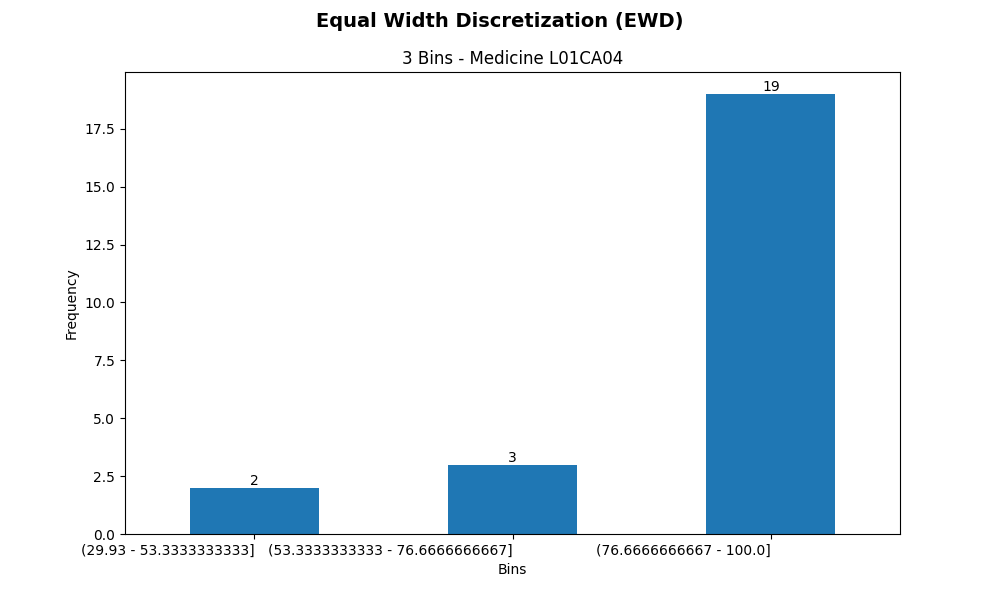 Equal Width Discretization (EWD)
3 Bins - Medicine L01CA04
19
17.5
15.0
12.5
10.0
7.5
5.0
2.5
0.0
Frequency
2
3
(29.93 - 53.3333333333]
(53.3333333333 - 76.6666666667]
(76.6666666667 - 100.0]
Bins